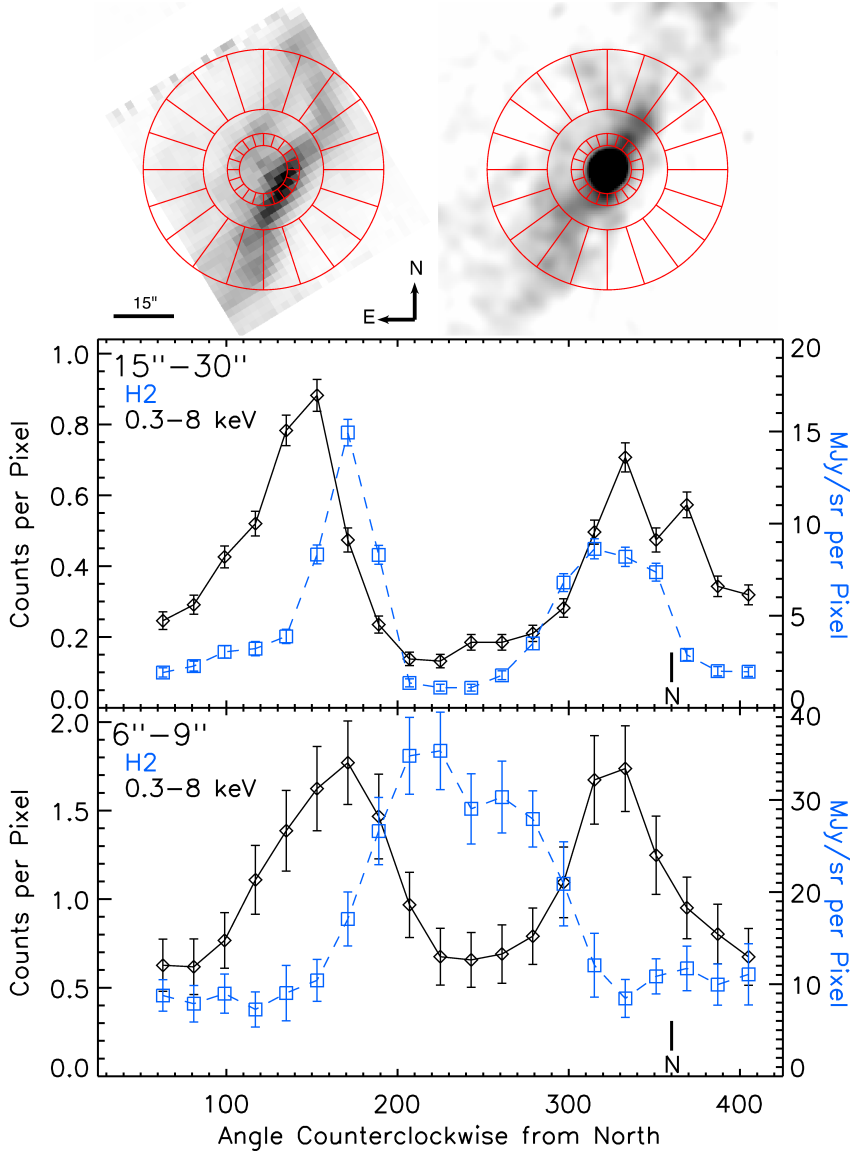 15"
N
E
15''−30''
H2
0.3−8 keV
Counts per Pixel
1.0
0.8
0.6
0.4
0.2
0.0
20
15
10
5
0
MJy/sr per Pixel
N
6''−9''
H2
0.3−8 keV
Counts per Pixel
2.0
1.5
1.0
0.5
0.0
40
30
20
10
0
MJy/sr per Pixel
N
100
200
300
400
Angle Counterclockwise from North